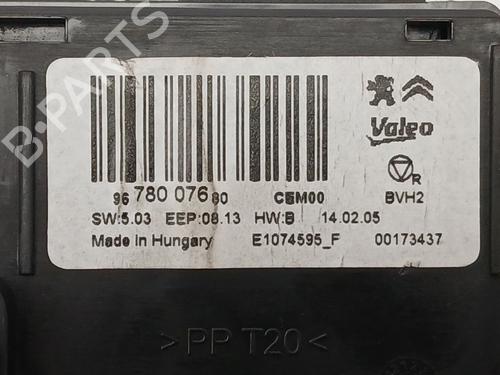 Valeo
R
96 780 076 80 CEM00 BVH2
SW:5.03 EEP:08.13 HW:B 14.02.05
Made in Hungary E1074595_F 00173437
>PP T20<
B-PARTS